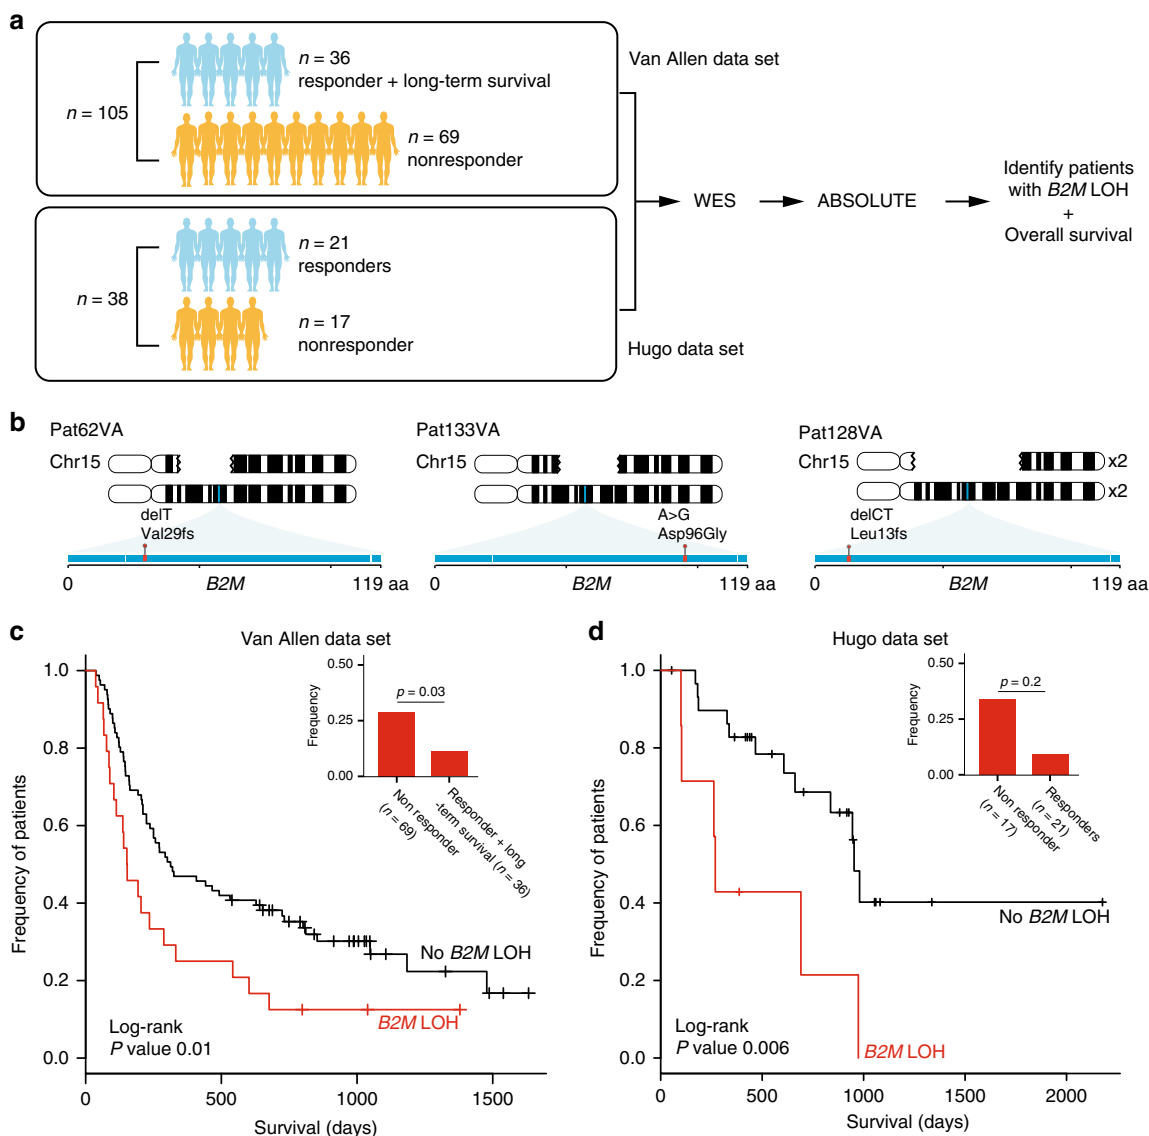 a
n = 36
responder + long-term survival
n = 105
n = 69
nonresponder
Van Allen data set
n = 21
responders
n = 38
n = 17
nonresponder
Hugo data set
WES
ABSOLUTE
Identify patients
with B2M LOH
+
Overall survival
b
Pat62VA
Chr15
delT
Val29fs
0
B2M
119 aa
Pat133VA
Chr15
A>G
Asp96Gly
0
B2M
119 aa
Pat128VA
Chr15
x2
x2
delCT
Leu13fs
0
B2M
119 aa
c
Van Allen data set
1.0
0.8
0.6
0.4
0.2
0.0
Frequency of patients
0
500
1000
1500
Survival (days)
No B2M LOH
B2M LOH
Log-rank
P value 0.01
0.50
0.25
0.00
Frequency
p = 0.03
Non responder
(n = 69)
Responder + long
-term survival (n = 36)
d
Hugo data set
1.0
0.8
0.6
0.4
0.2
0.0
Frequency of patients
0
500
1000
1500
2000
Survival (days)
No B2M LOH
B2M LOH
Log-rank
P value 0.006
0.50
0.25
0.00
Frequency
p = 0.2
Non responder
(n = 17)
Responders
(n = 21)